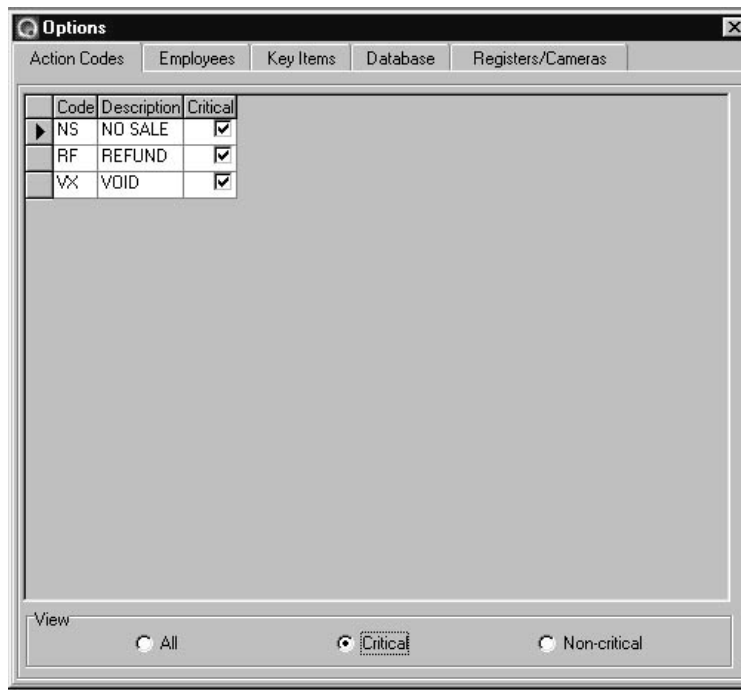 Options
Action Codes Employees Key Items Database Registers/Cameras
Code Description Critical
NS NO SALE
RF REFUND
VX VOID
View
All Critical Non-critical